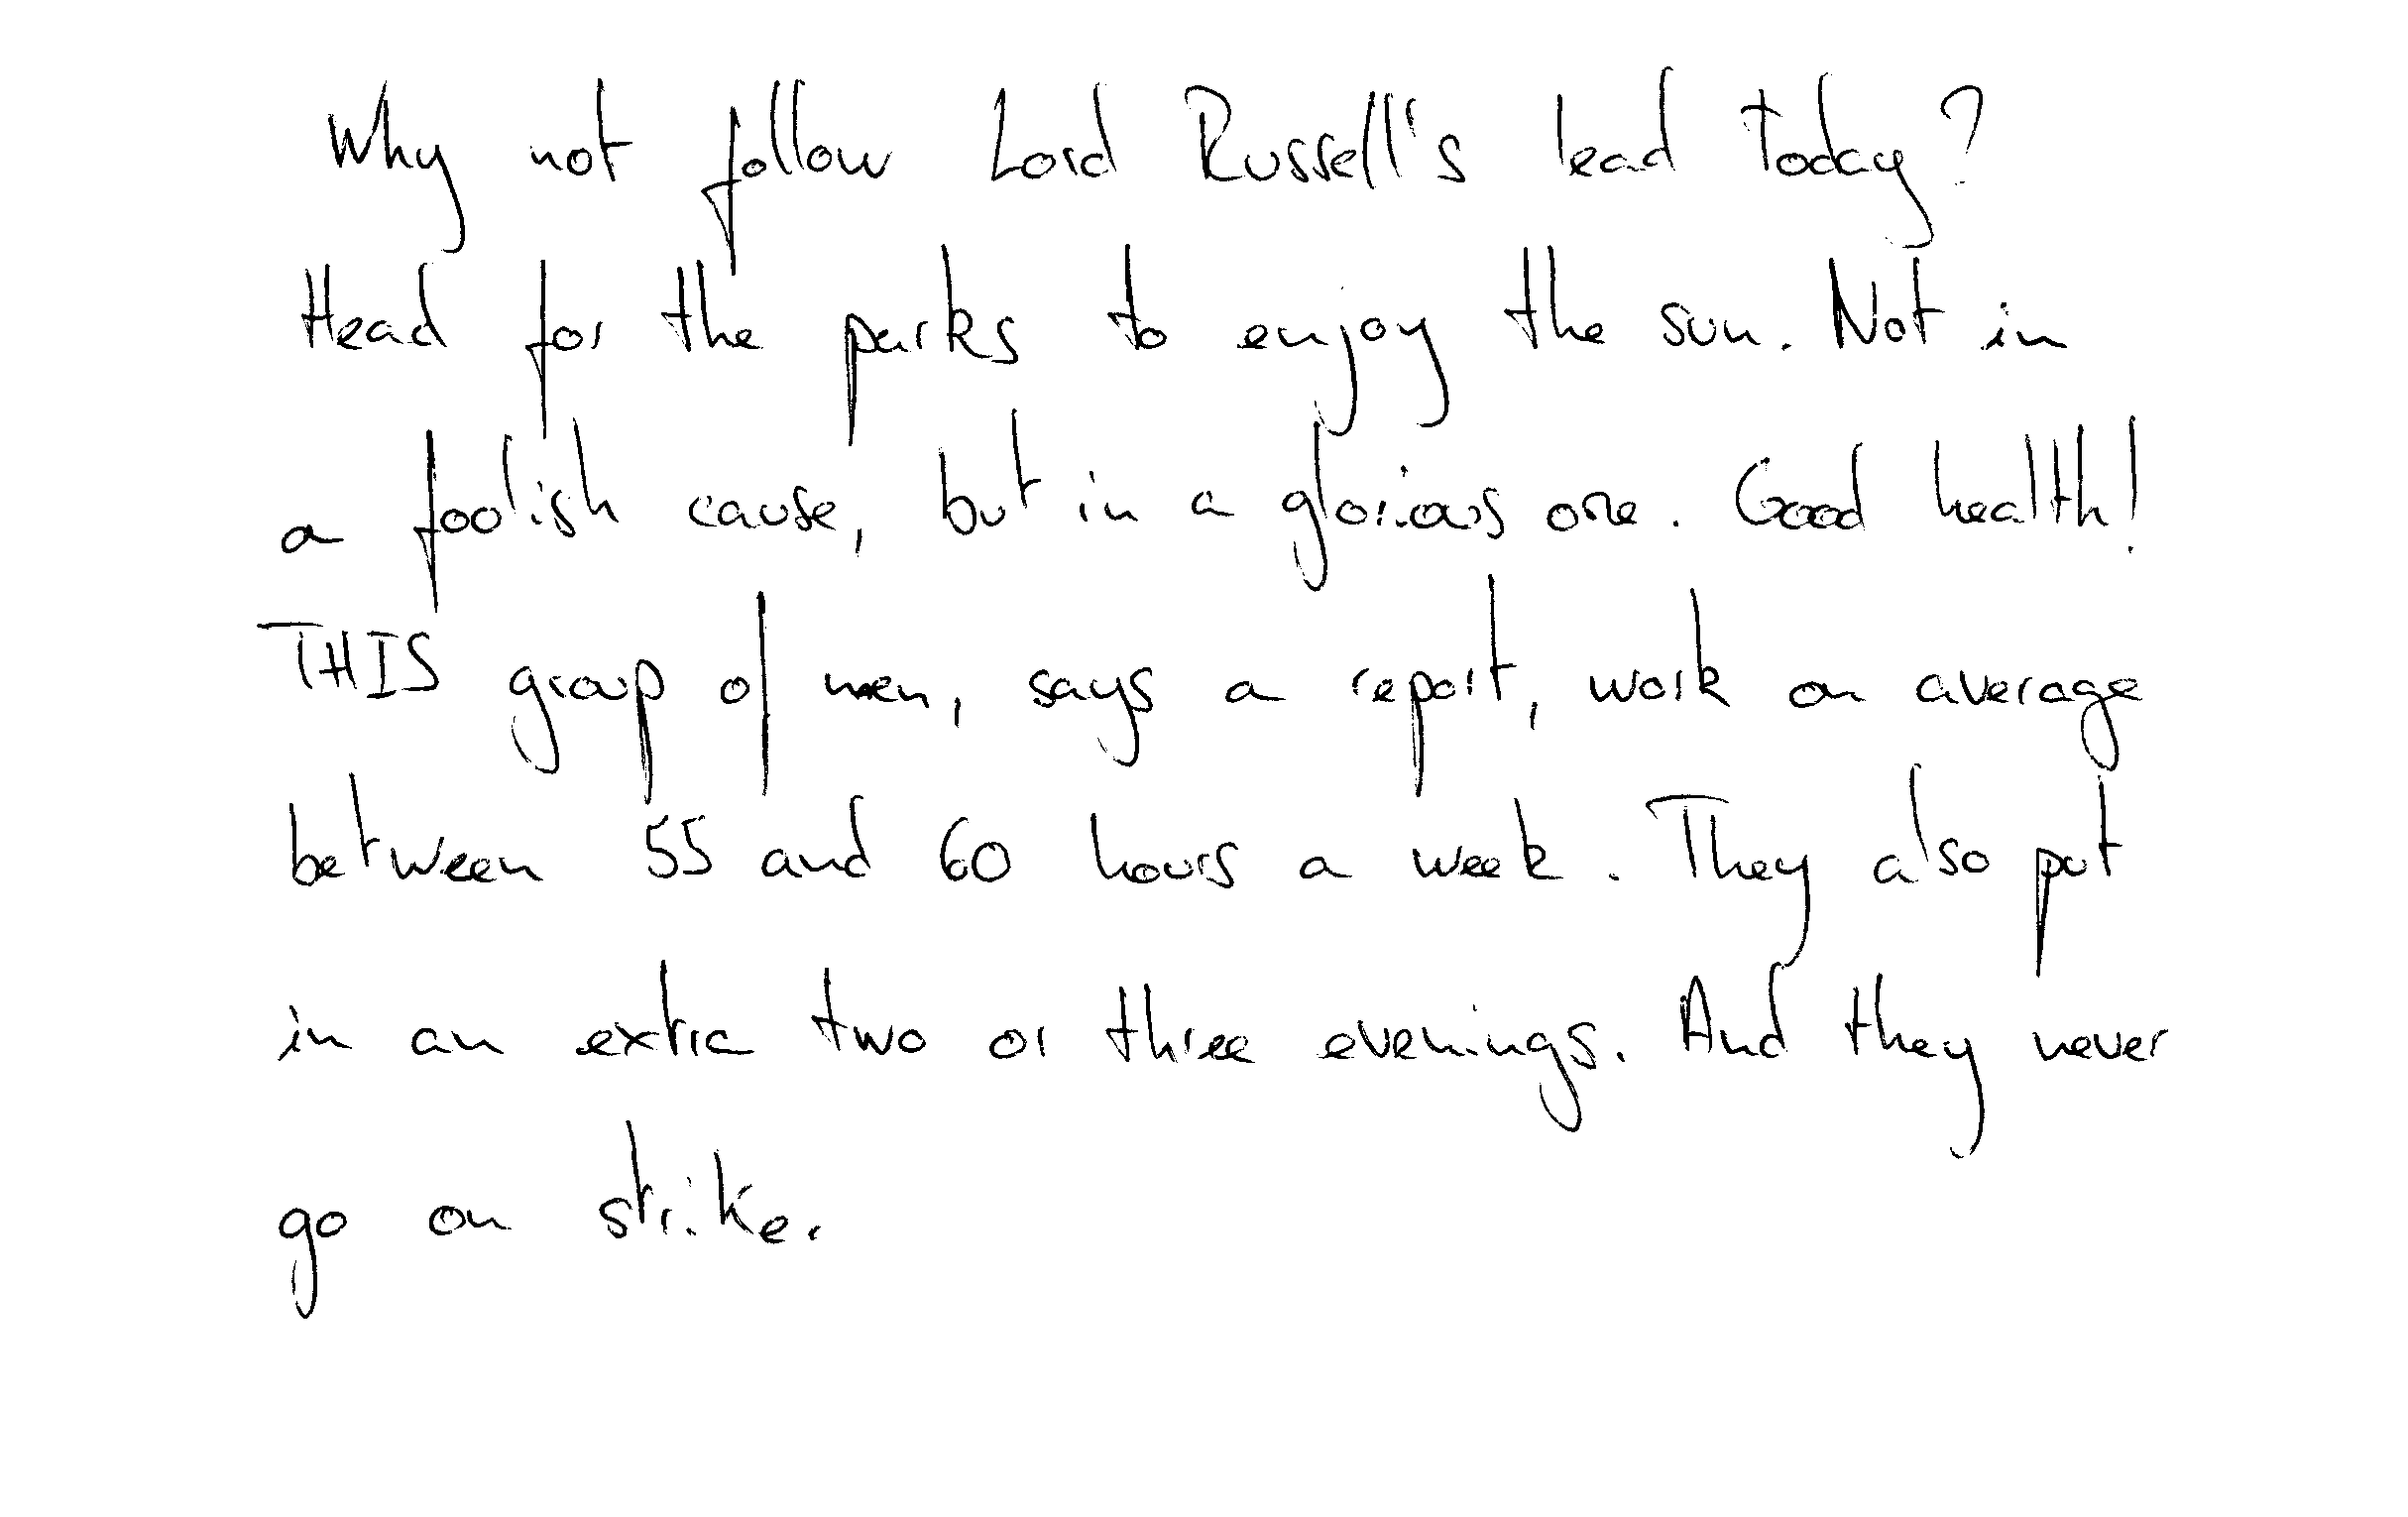 Why not follow Lord Russell's lead today?
Head for the parks to enjoy the sun. Not in
a foolish cause, but in a glorious one. Good health!
THIS group of men, says a report, work on average
between 55 and 60 hours a week. They also put
in an extra two or three evenings. And they never
go on strike.